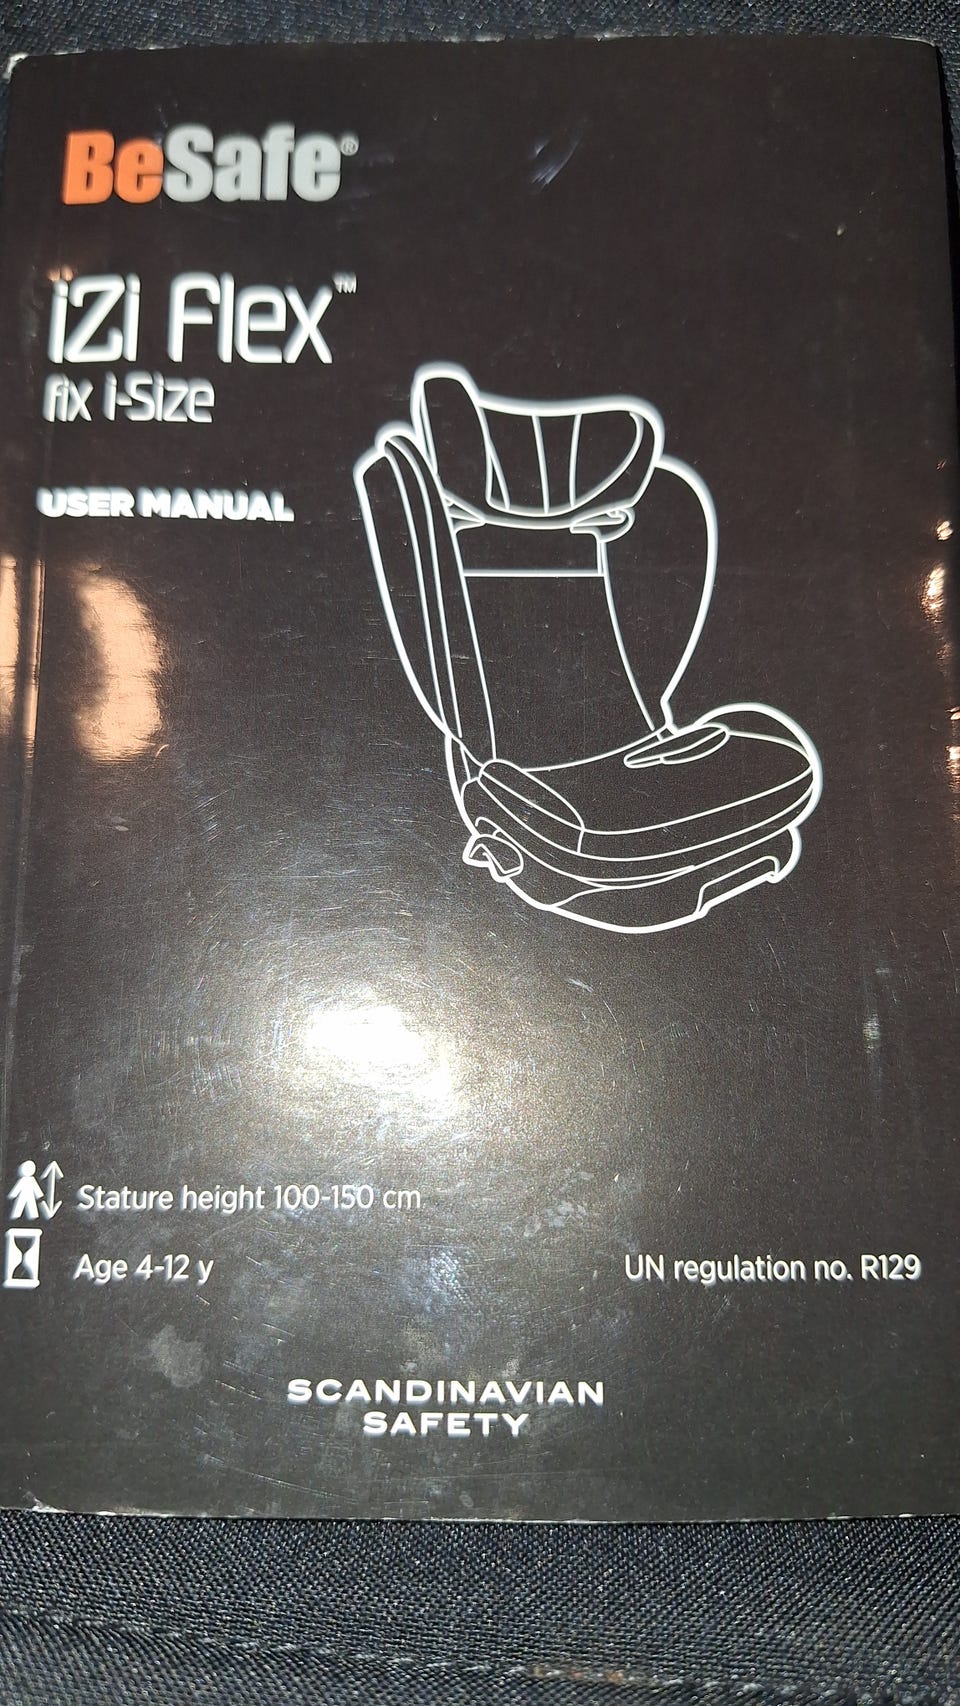 BeSafe®
iZi Flex™
fix i-Size
USER MANUAL
Stature height 100-150 cm
Age 4-12 y
UN regulation no. R129
SCANDINAVIAN
SAFETY